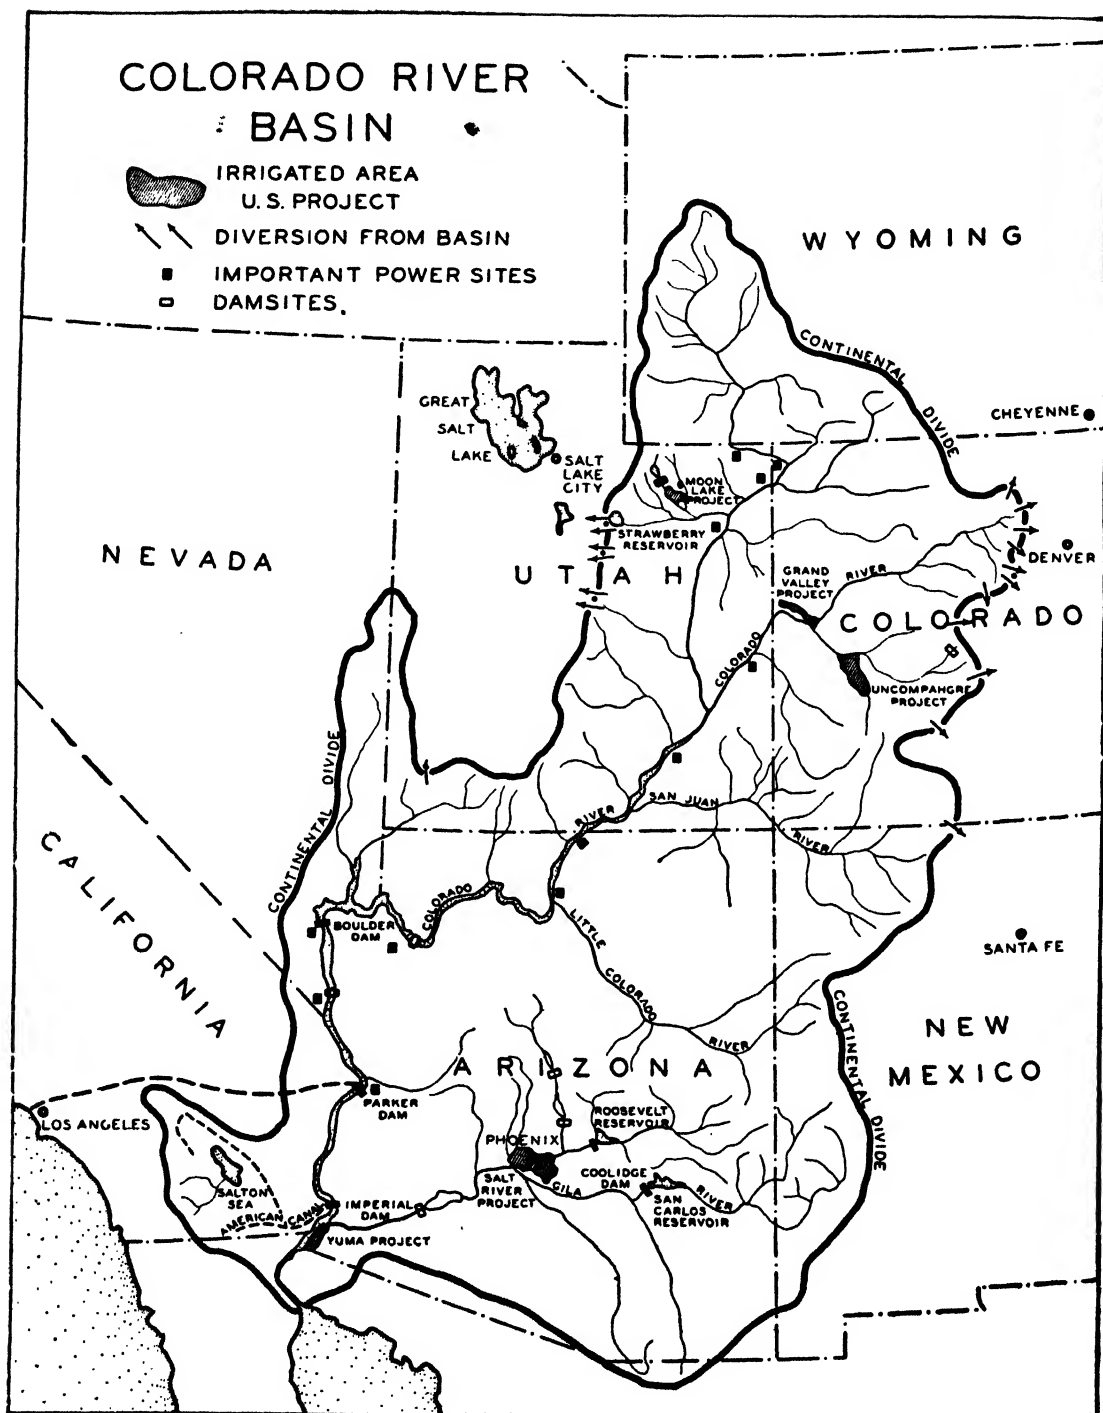 COLORADO RIVER
BASIN
IRRIGATED AREA
U.S. PROJECT
DIVERSION FROM BASIN
IMPORTANT POWER SITES
DAMSITES.
WYOMING
CONTINENTAL
DIVIDE
CHEYENNE
GREAT
SALT
LAKE
SALT
LAKE
CITY
MOON
LAKE
PROJECT
STRAWBERRY
RESERVOIR
NEVADA
UTAH
GRAND
VALLEY
PROJECT
RIVER
DENVER
COLORADO
COLORADO
UNCOMPAHGRE
PROJECT
CONTINENTAL DIVIDE
SAN JUAN
RIVER
RIVER
CALIFORNIA
COLORADO
BOULDER
DAM
LITTLE
COLORADO
RIVER
SANTA FE
NEW
MEXICO
CONTINENTAL DIVIDE
ARIZONA
PARKER
DAM
LOS ANGELES
ROOSEVELT
RESERVOIR
PHOENIX
COOLIDGE
DAM
SALT
RIVER
PROJECT
GILA
RIVER
SAN
CARLOS
RESERVOIR
SALTON
SEA
AMERICAN CANAL
IMPERIAL
DAM
YUMA PROJECT